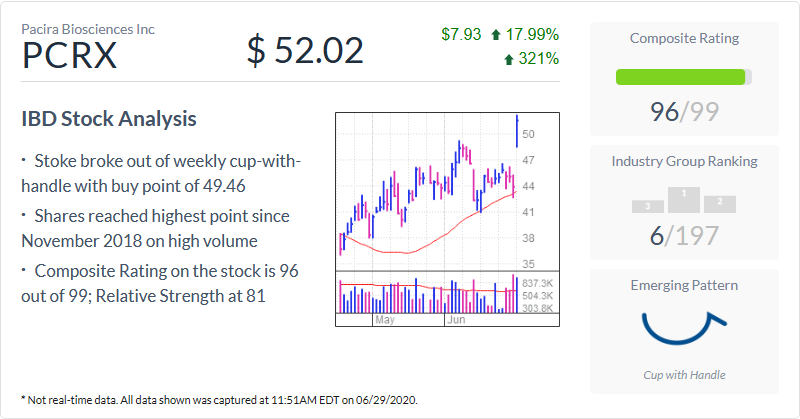 Pacira Biosciences Inc
PCRX
$ 52.02
$7.93 17.99%
321%
IBD Stock Analysis
· Stoke broke out of weekly cup-with-
handle with buy point of 49.46
· Shares reached highest point since
November 2018 on high volume
· Composite Rating on the stock is 96
out of 99; Relative Strength at 81
50
47
44
41
38
35
837.3K
504.3K
303.8K
May Jun
Composite Rating
96/99
Industry Group Ranking
3 1 2
6/197
Emerging Pattern
Cup with Handle
* Not real-time data. All data shown was captured at 11:51AM EDT on 06/29/2020.